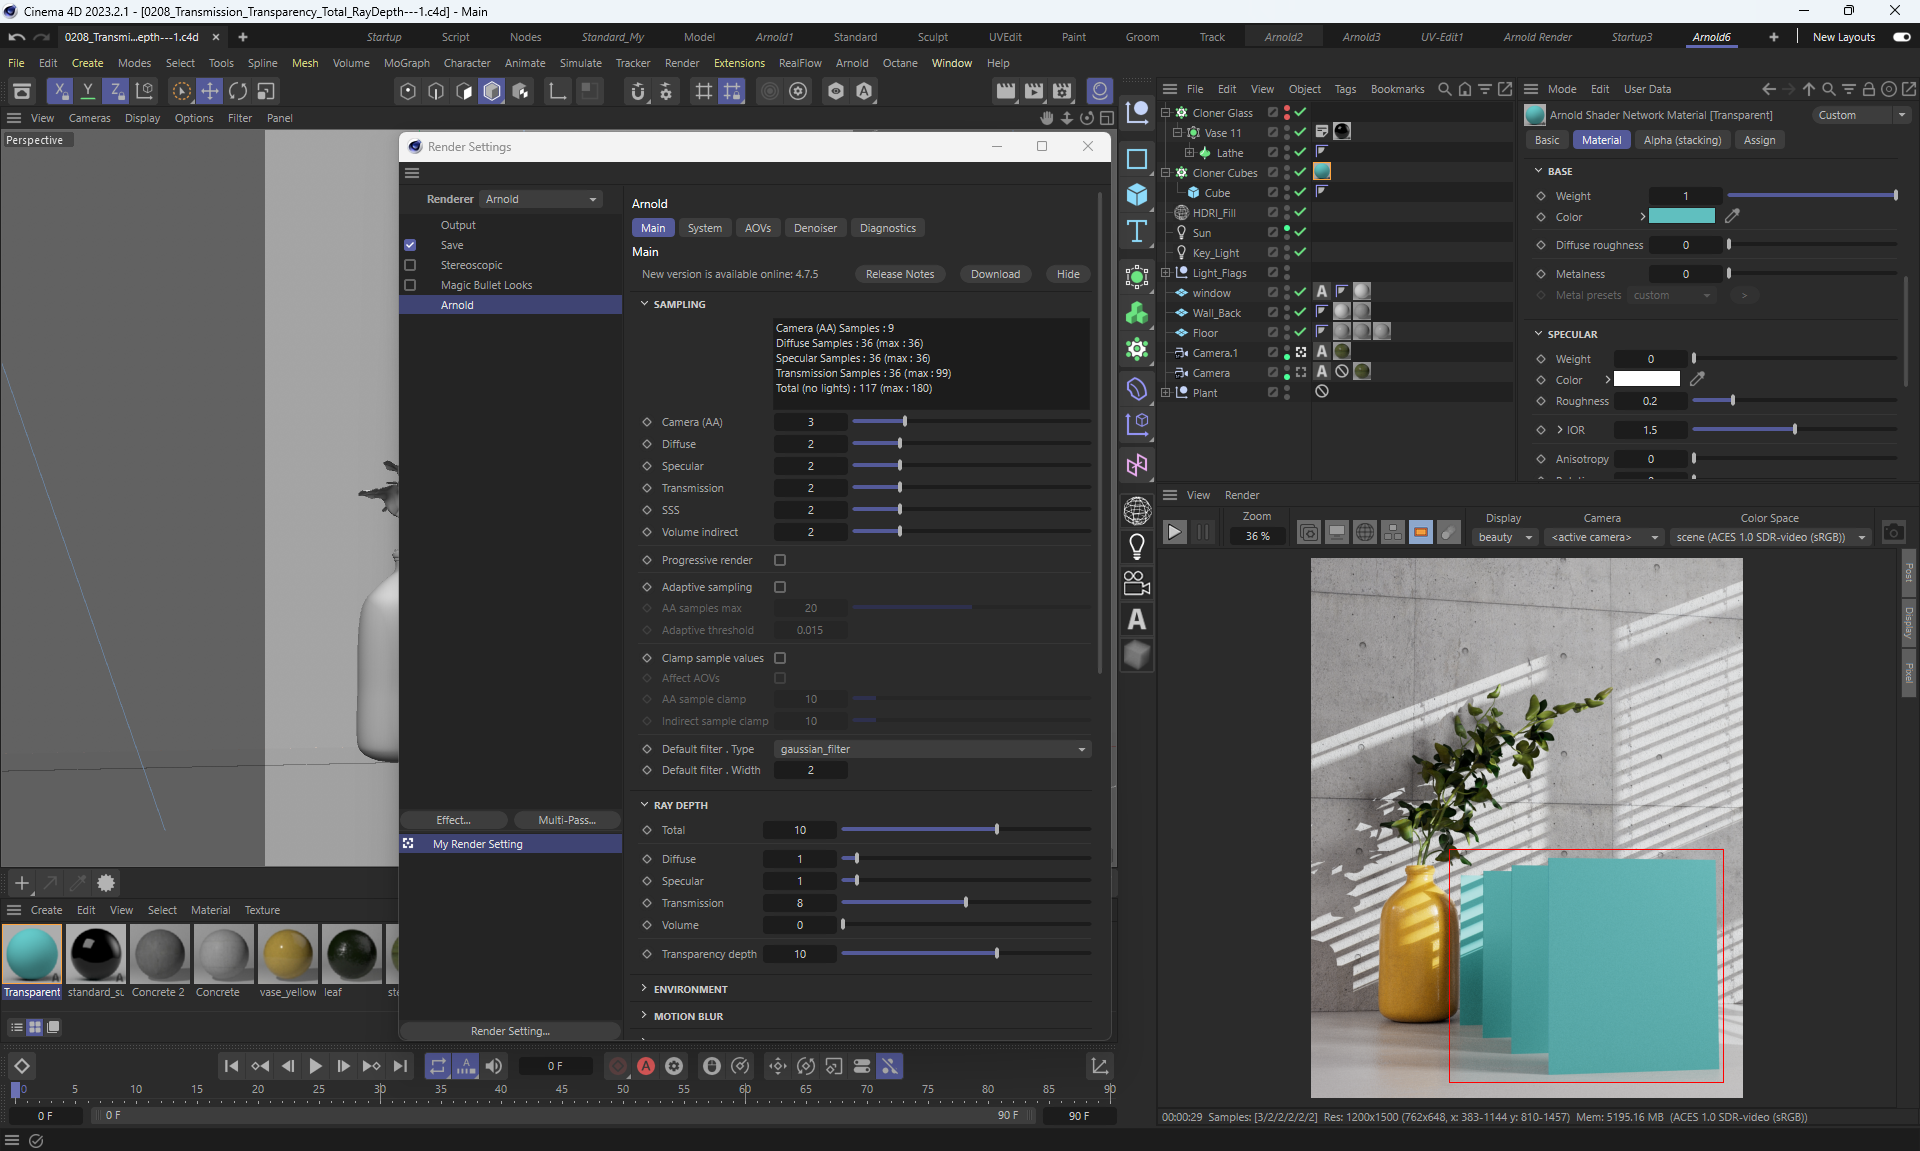 Cinema 4D 2023.2.1 - [0208_Transmission_Transparency_Total_RayDepth---1.c4d] - Main
0208_Transmi...epth---1.c4d
Startup Script Nodes Standard_My Model Arnold1 Standard Sculpt UVEdit Paint Groom Track Arnold2 Arnold3 UV-Edit1 Arnold Render Startup3 Arnold6 New Layouts
File Edit Create Modes Select Tools Spline Mesh Volume MoGraph Character Animate Simulate Tracker Render Extensions RealFlow Arnold Octane Window Help
X Y Z
View Cameras Display Options Filter Panel
Perspective
Render Settings
Renderer Arnold
Output
Save
Stereoscopic
Magic Bullet Looks
Arnold
Effect... Multi-Pass...
My Render Setting
Render Setting...
Arnold
Main System AOVs Denoiser Diagnostics
Main
New version is available online: 4.7.5 Release Notes Download Hide
SAMPLING
Camera (AA) Samples : 9
Diffuse Samples : 36 (max : 36)
Specular Samples : 36 (max : 36)
Transmission Samples : 36 (max : 99)
Total (no lights) : 117 (max : 180)
Camera (AA) 3
Diffuse 2
Specular 2
Transmission 2
SSS 2
Volume indirect 2
Progressive render
Adaptive sampling
AA samples max 20
Adaptive threshold 0.015
Clamp sample values
Affect AOVs
AA sample clamp 10
Indirect sample clamp 10
Default filter . Type gaussian_filter
Default filter . Width 2
RAY DEPTH
Total 10
Diffuse 1
Specular 1
Transmission 8
Volume 0
Transparency depth 10
ENVIRONMENT
MOTION BLUR
File Edit View Object Tags Bookmarks
Cloner Glass
Vase 11
Lathe
Cloner Cubes
Cube
HDRI_Fill
Sun
Key_Light
Light_Flags
window
Wall_Back
Floor
Camera.1
Camera
Plant
Mode Edit User Data
Arnold Shader Network Material [Transparent] Custom
Basic Material Alpha (stacking) Assign
BASE
Weight 1
Color
Diffuse roughness 0
Metalness 0
Metal presets custom >
SPECULAR
Weight 0
Color
Roughness 0.2
IOR 1.5
Anisotropy 0
View Render
Zoom Display Camera Color Space
36 % beauty <active camera> scene (ACES 1.0 SDR-video (sRGB))
Post
Display
Pixel
00:00:29 Samples: [3/2/2/2/2/2] Res: 1200x1500 (762x648, x: 383-1144 y: 810-1457) Mem: 5195.16 MB (ACES 1.0 SDR-video (sRGB))
Create Edit View Select Material Texture
Transparent standard_su Concrete 2 Concrete vase_yellow leaf ste
0 F
0 5 10 15 20 25 30 35 40 45 50 55 60 65 70 75 80 85 90
0 F 0 F 90 F 90 F